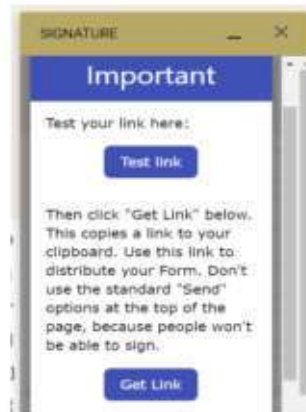 SIGNATURE
Important
Test your link here:
Test link
Then click "Get Link" below.
This copies a link to your
clipboard. Use this link to
distribute your Form. Don't
use the standard "Send"
options at the top of the
page, because people won't
be able to sign.
Get Link